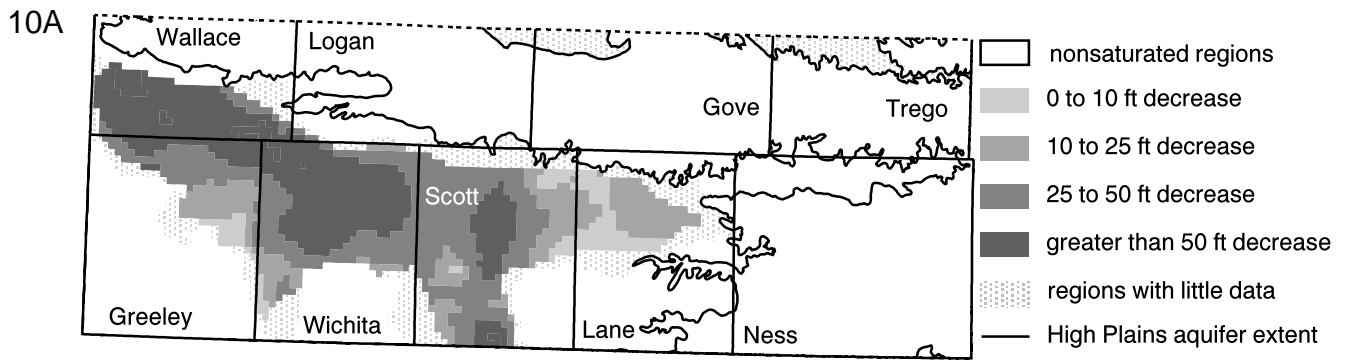 10A
Wallace
Logan
Gove
Trego
Scott
Greeley
Wichita
Lane
Ness
nonsaturated regions
0 to 10 ft decrease
10 to 25 ft decrease
25 to 50 ft decrease
greater than 50 ft decrease
regions with little data
High Plains aquifer extent